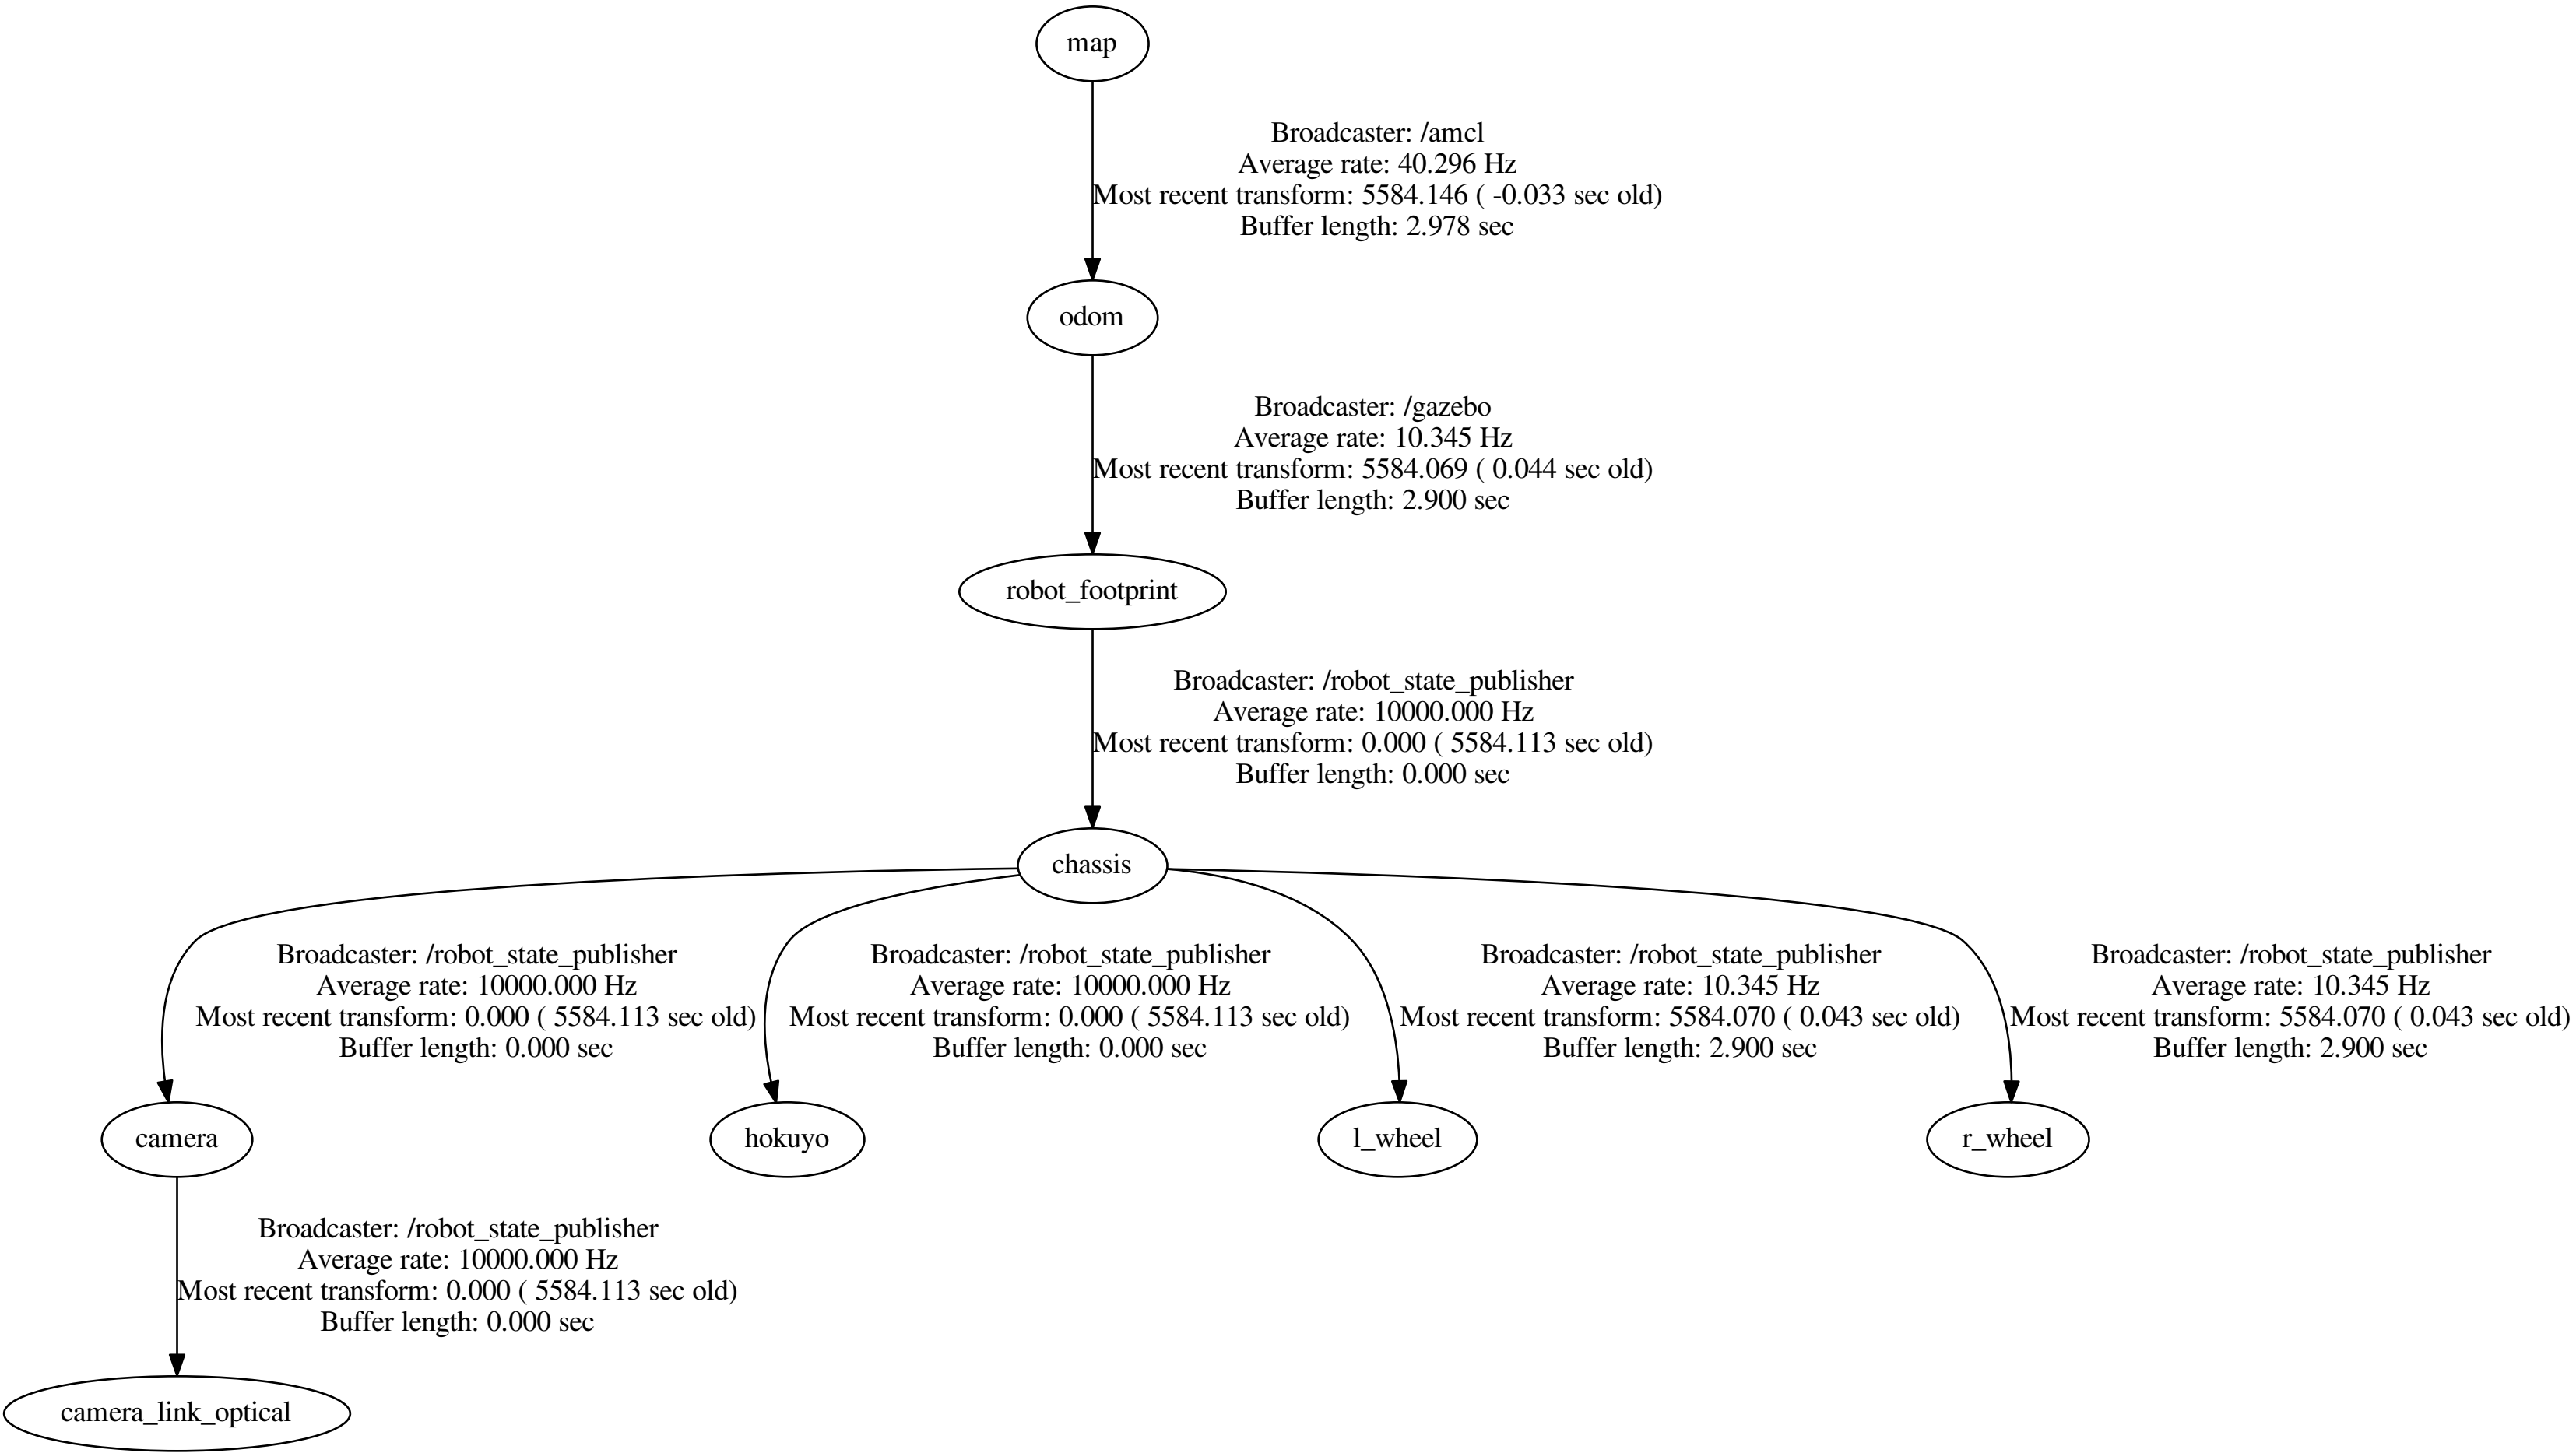 map
Broadcaster: /amcl
Average rate: 40.296 Hz
Most recent transform: 5584.146 ( -0.033 sec old)
Buffer length: 2.978 sec
odom
Broadcaster: /gazebo
Average rate: 10.345 Hz
Most recent transform: 5584.069 ( 0.044 sec old)
Buffer length: 2.900 sec
robot_footprint
Broadcaster: /robot_state_publisher
Average rate: 10000.000 Hz
Most recent transform: 0.000 ( 5584.113 sec old)
Buffer length: 0.000 sec
chassis
Broadcaster: /robot_state_publisher
Average rate: 10000.000 Hz
Most recent transform: 0.000 ( 5584.113 sec old)
Buffer length: 0.000 sec
Broadcaster: /robot_state_publisher
Average rate: 10000.000 Hz
Most recent transform: 0.000 ( 5584.113 sec old)
Buffer length: 0.000 sec
Broadcaster: /robot_state_publisher
Average rate: 10.345 Hz
Most recent transform: 5584.070 ( 0.043 sec old)
Buffer length: 2.900 sec
Broadcaster: /robot_state_publisher
Average rate: 10.345 Hz
Most recent transform: 5584.070 ( 0.043 sec old)
Buffer length: 2.900 sec
camera
hokuyo
l_wheel
r_wheel
Broadcaster: /robot_state_publisher
Average rate: 10000.000 Hz
Most recent transform: 0.000 ( 5584.113 sec old)
Buffer length: 0.000 sec
camera_link_optical